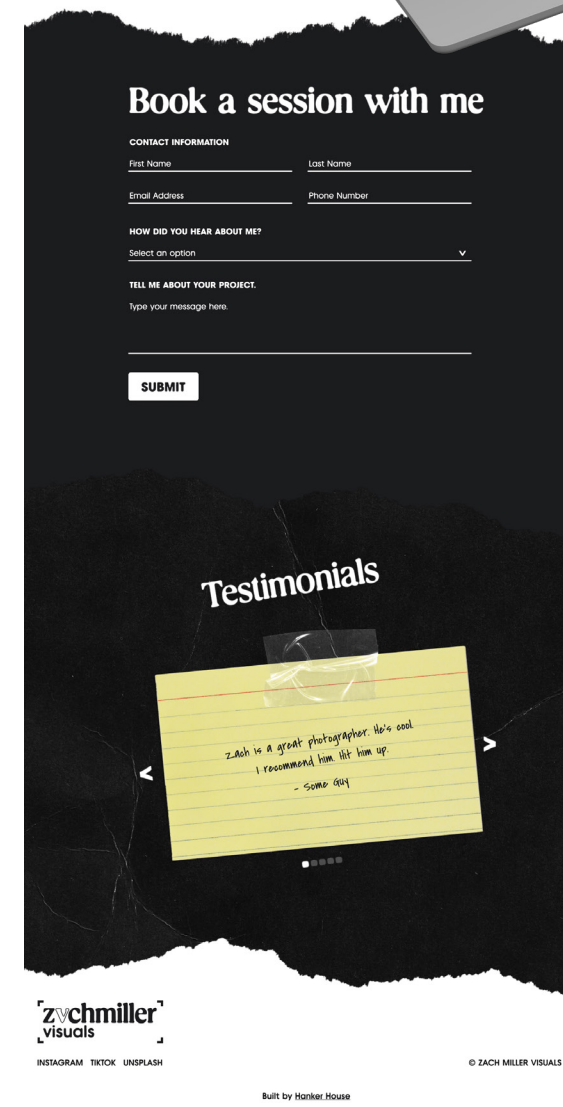 Book a session with me
CONTACT INFORMATION
First Name
Last Name
Email Address
Phone Number
HOW DID YOU HEAR ABOUT ME?
Select an option
TELL ME ABOUT YOUR PROJECT.
Type your message here.
SUBMIT
Testimonials
Zach is a great photographer. He's cool.
I recommend him. Hit him up.
- Some Guy
<
>
zvchmiller
visuals
INSTAGRAM TIKTOK UNSPLASH
© ZACH MILLER VISUALS
Built by Hanker House